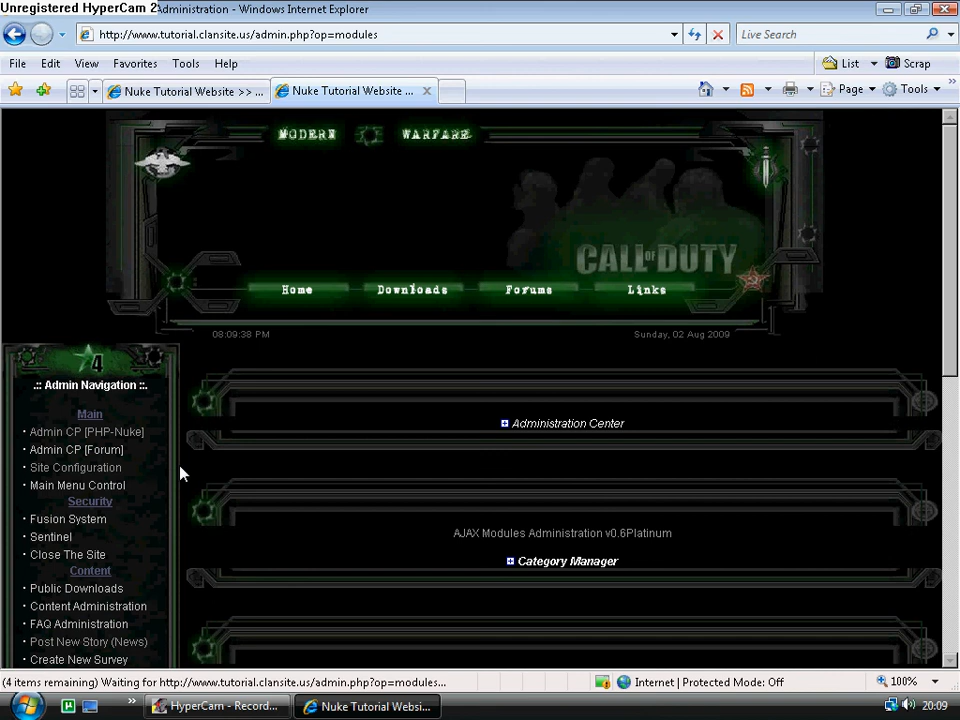 Unregistered HyperCam 2
Administration - Windows Internet Explorer
http://www.tutorial.clansite.us/admin.php?op=modules
Live Search
File Edit View Favorites Tools Help
List Scrap
Nuke Tutorial Website >> ...
Nuke Tutorial Website ...
Page Tools
MODERN WARFARE
CALL OF DUTY
Home Downloads Forums Links
08:09:38 PM
Sunday, 02 Aug 2009
4
.:: Admin Navigation ::.
Main
Admin CP [PHP-Nuke]
Admin CP [Forum]
Site Configuration
Main Menu Control
Security
Fusion System
Sentinel
Close The Site
Content
Public Downloads
Content Administration
FAQ Administration
Post New Story (News)
Create New Survey
Administration Center
AJAX Modules Administration v0.6Platinum
Category Manager
(4 items remaining) Waiting for http://www.tutorial.clansite.us/admin.php?op=modules...
Internet | Protected Mode: Off
100%
HyperCam - Record...
Nuke Tutorial Websi...
20:09